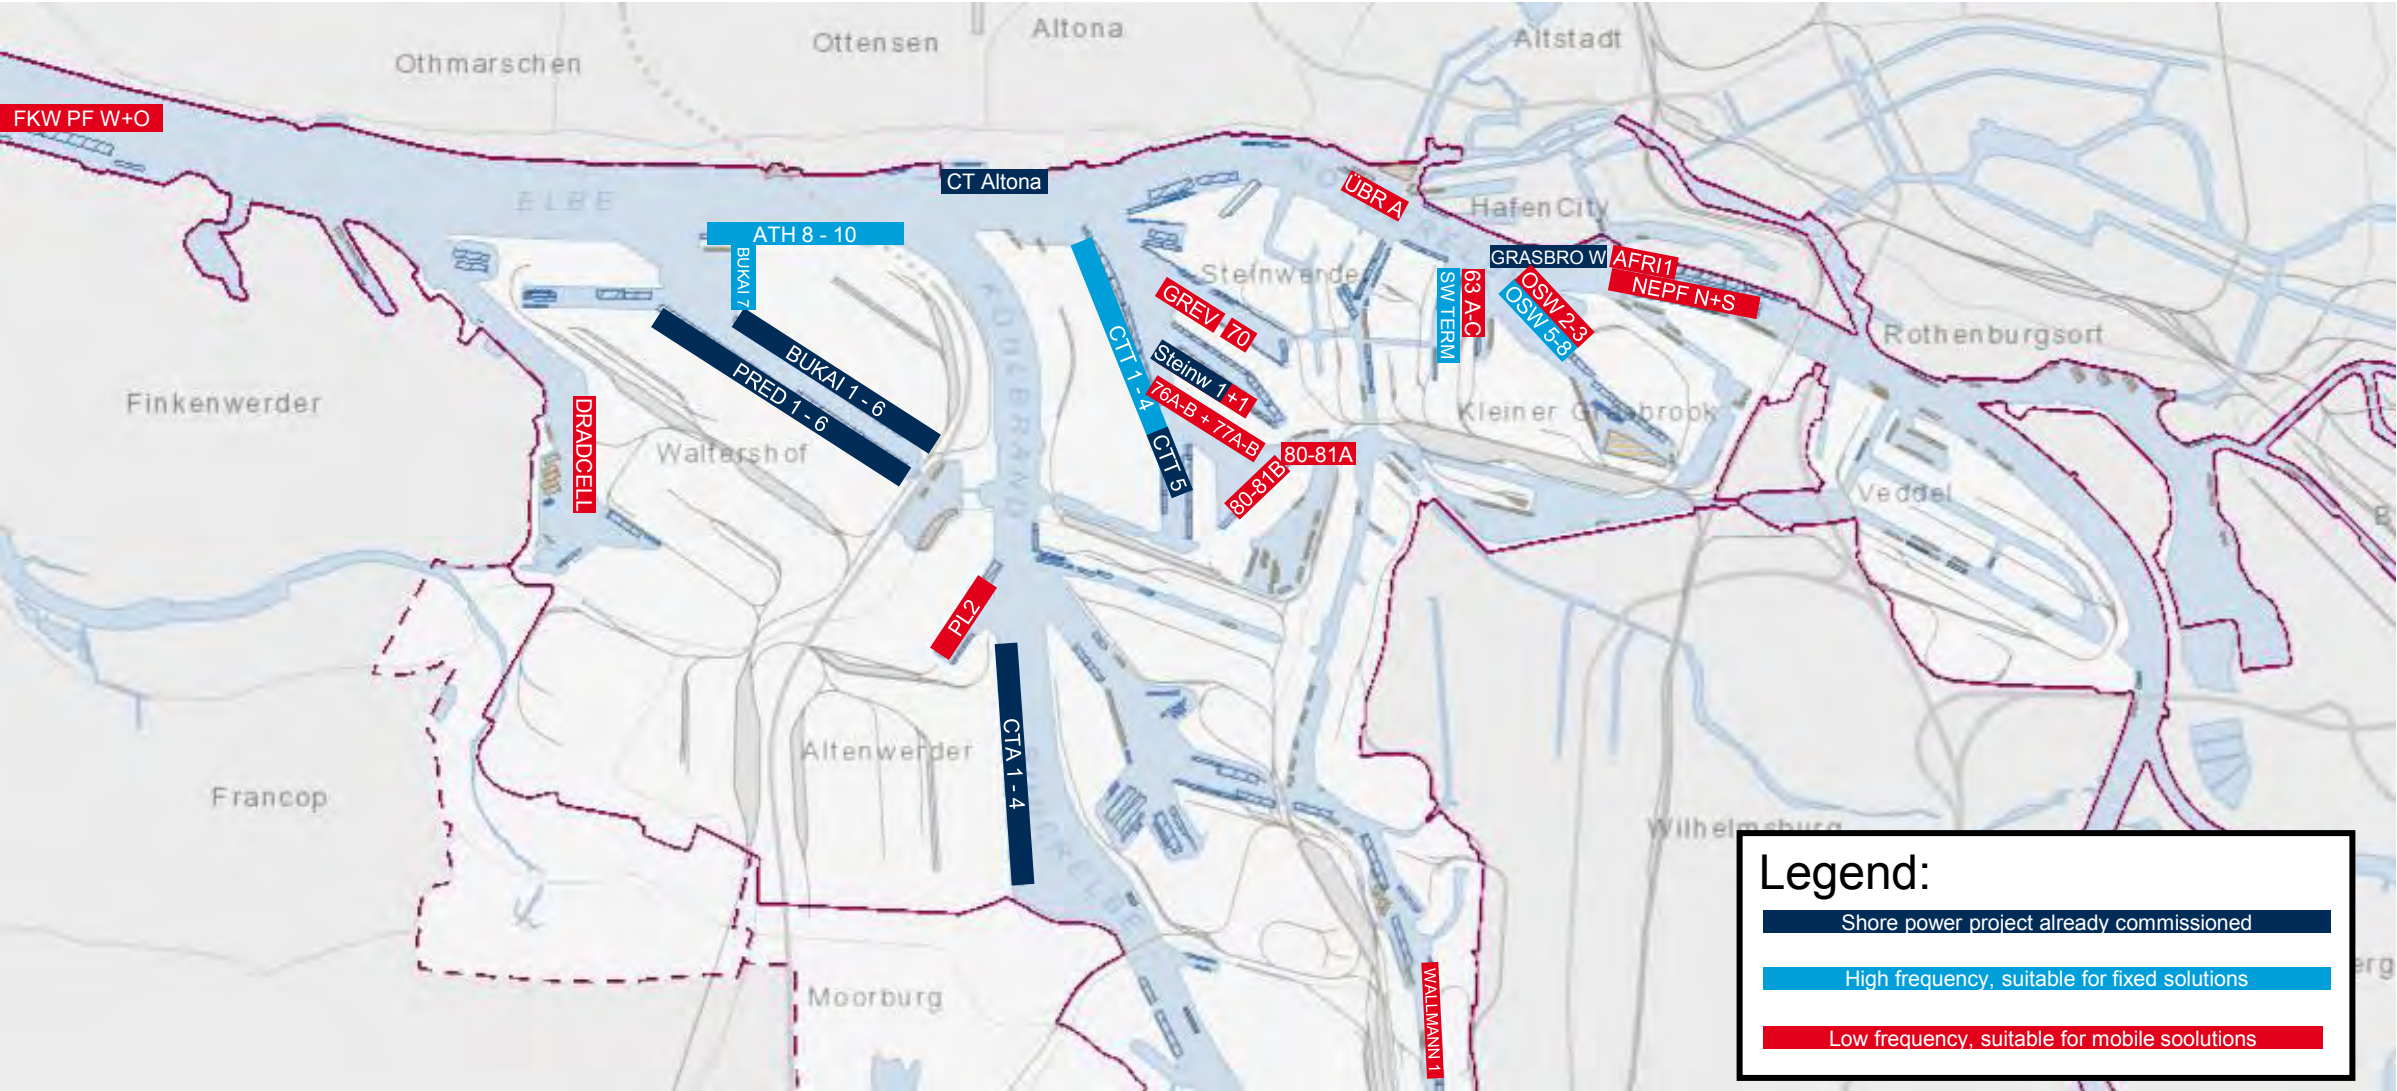 Othmarschen
Ottensen
Altona
Altstadt
FKW PF W+O
ELBE
CT Altona
ÜBR A
HafenCity
ATH 8 - 10
BUKAI 7
Steinwerder
GRASBRO W
AFRI1
NEPF N+S
GREV 70
SW TERM
63 A-C
OSW 2-3
OSW 5-8
Rothenburgsort
CTT 1 - 4
Steinw 1
+1
BUKAI 1 - 6
PRED 1 - 6
76A-B + 77A-B
Finkenwerder
DRADCELL
Waltershof
Kleiner Grasbrook
CTT 5
80-81A
80-81B
Veddel
PL2
CTA 1 - 4
Altenwerder
Francop
Wilhelmsburg
Moorburg
WALLMANN 1
Legend:
Shore power project already commissioned
High frequency, suitable for fixed solutions
Low frequency, suitable for mobile soolutions
erg